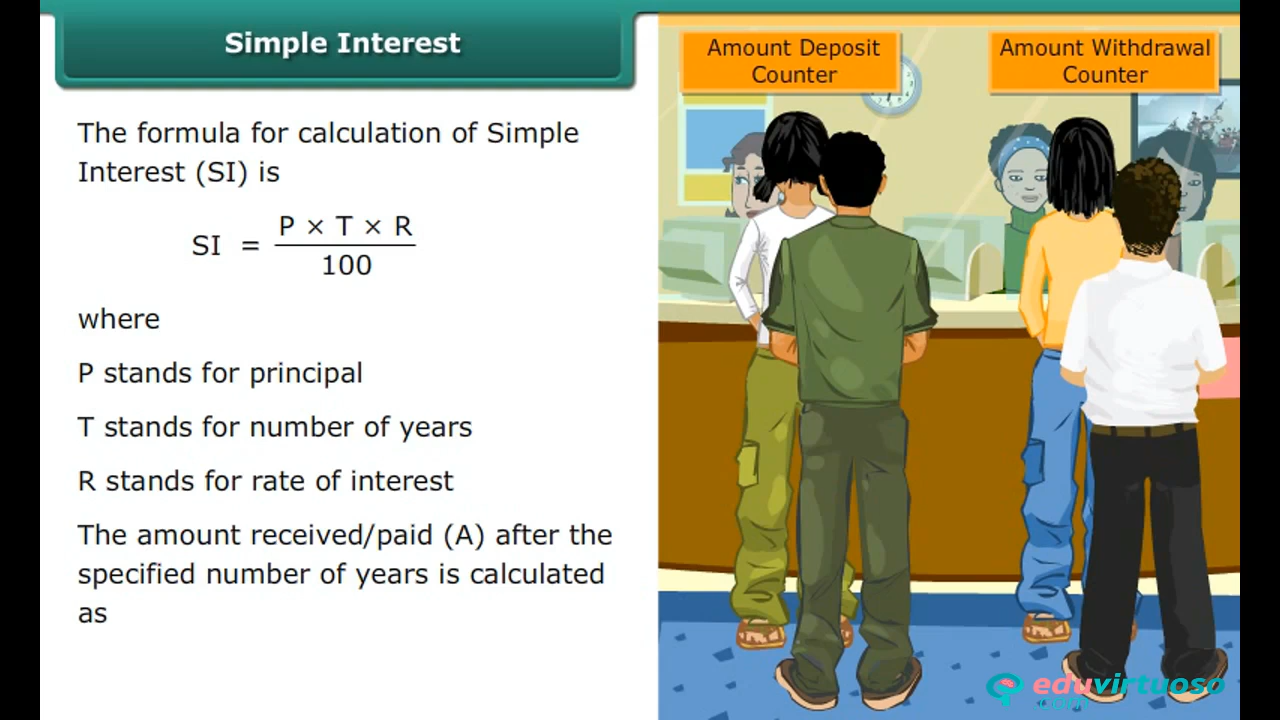 Simple Interest
The formula for calculation of Simple
Interest (SI) is
SI = P × T × R
100
where
P stands for principal
T stands for number of years
R stands for rate of interest
The amount received/paid (A) after the
specified number of years is calculated
as
Amount Deposit
Counter
Amount Withdrawal
Counter
eduvirtuoso
.com